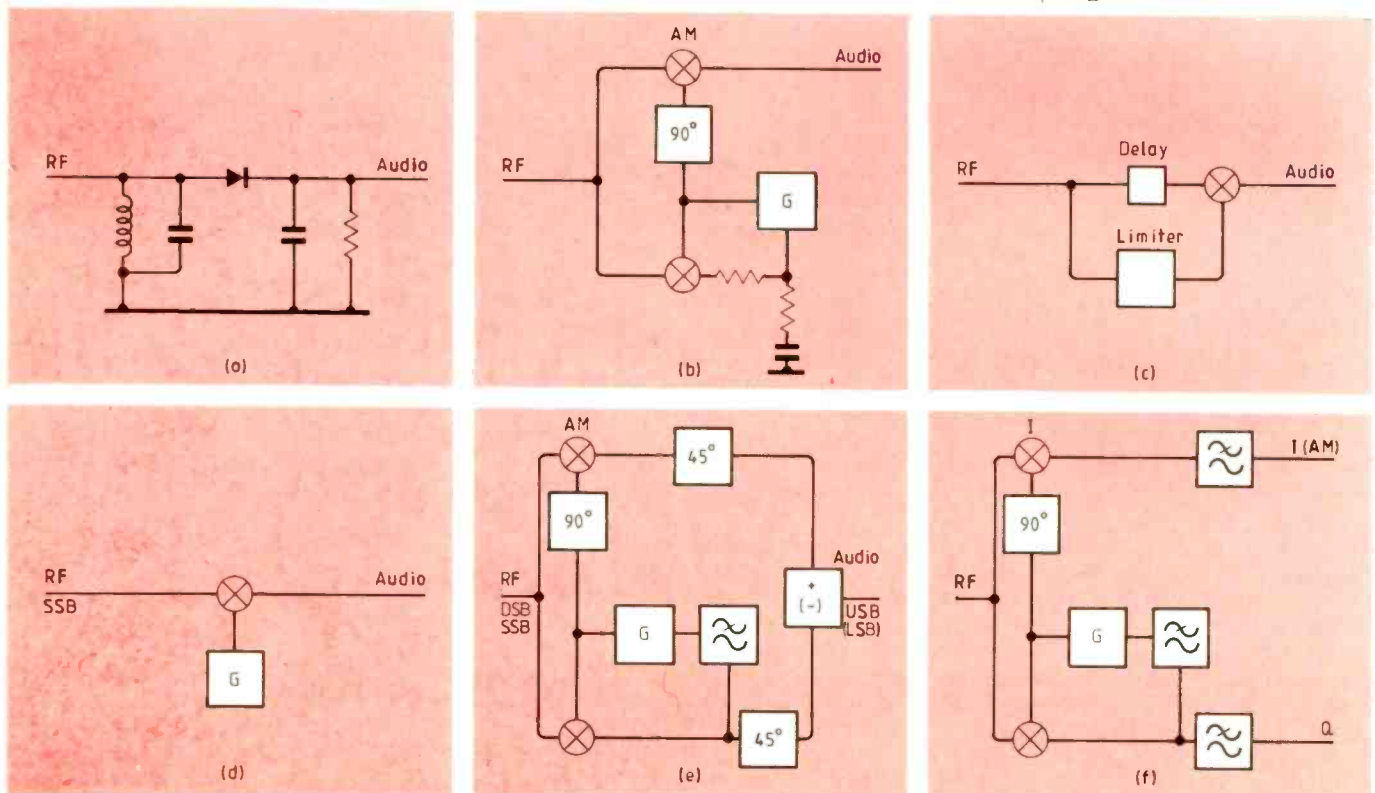 AM
Audio
RF
Audio
90°
G
RF
(a)
(b)
Delay
RF
Audio
Limiter
(c)
RF
SSB
Audio
G
(d)
AM
45°
90°
RF
DSB
SSB
G
+
(-)
Audio
USB
(LSB)
45°
(e)
I
I (AM)
90°
RF
G
Q
(f)